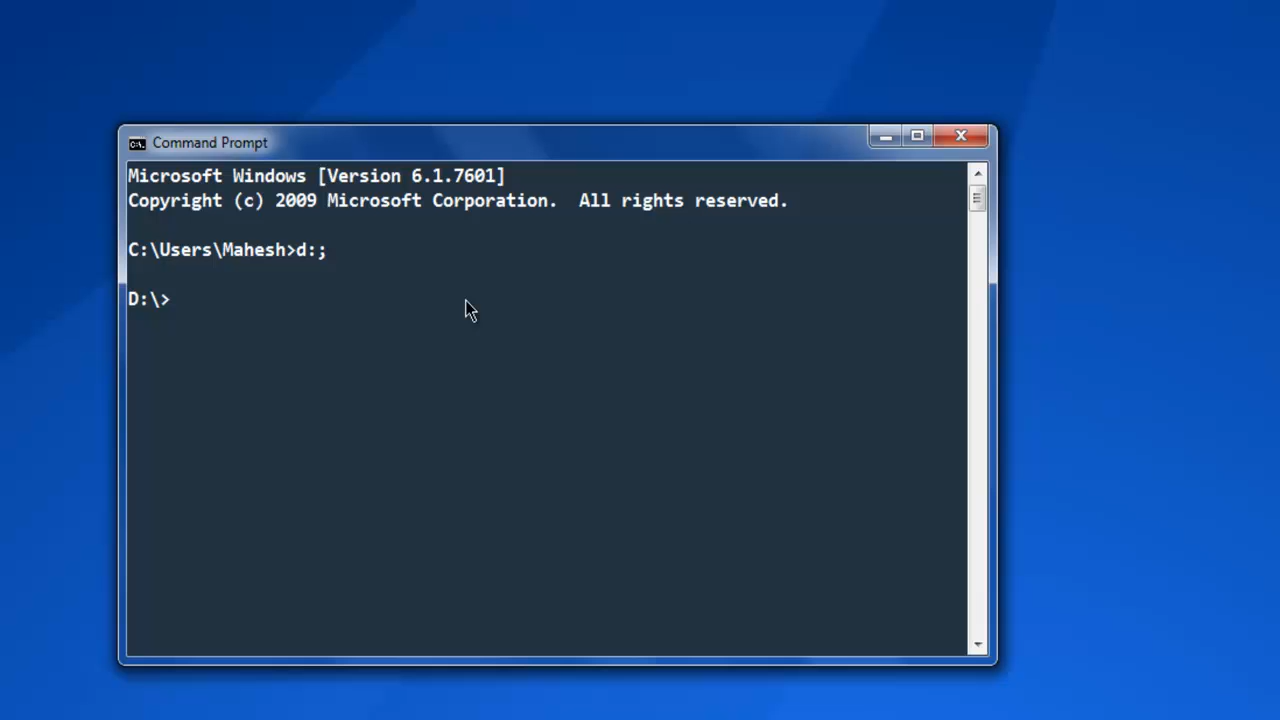 Command Prompt
Microsoft Windows [Version 6.1.7601]
Copyright (c) 2009 Microsoft Corporation.  All rights reserved.
C:\Users\Mahesh>d:;
D:\>